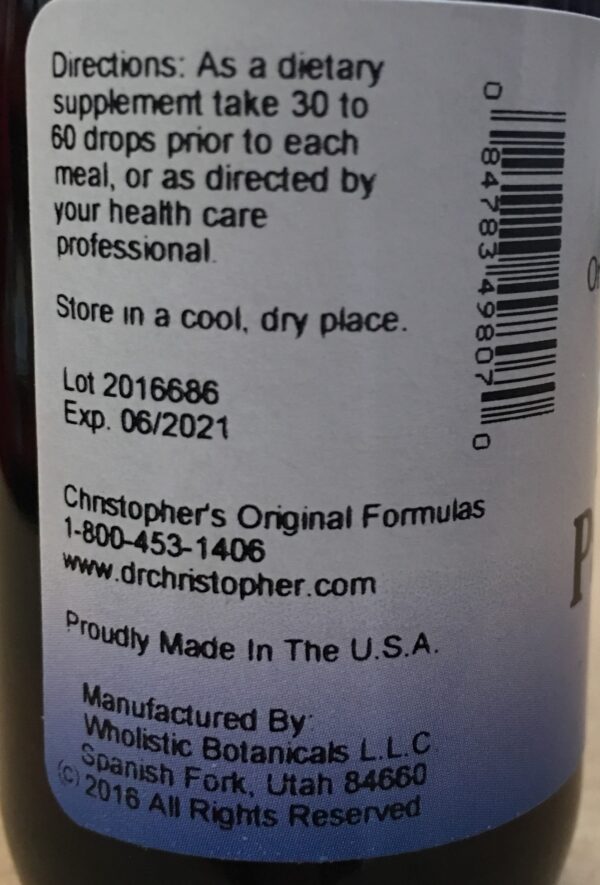 Directions: As a dietary
supplement take 30 to
60 drops prior to each
meal, or as directed by
your health care
professional.
Store in a cool, dry place.
Lot 2016686
Exp. 06/2021
Christopher's Original Formulas
1-800-453-1406
www.drchristopher.com
Proudly Made In The U.S.A.
Manufactured By:
Wholistic Botanicals L.L.C.
Spanish Fork, Utah 84660
(c) 2016 All Rights Reserved
0 84783 49807 0